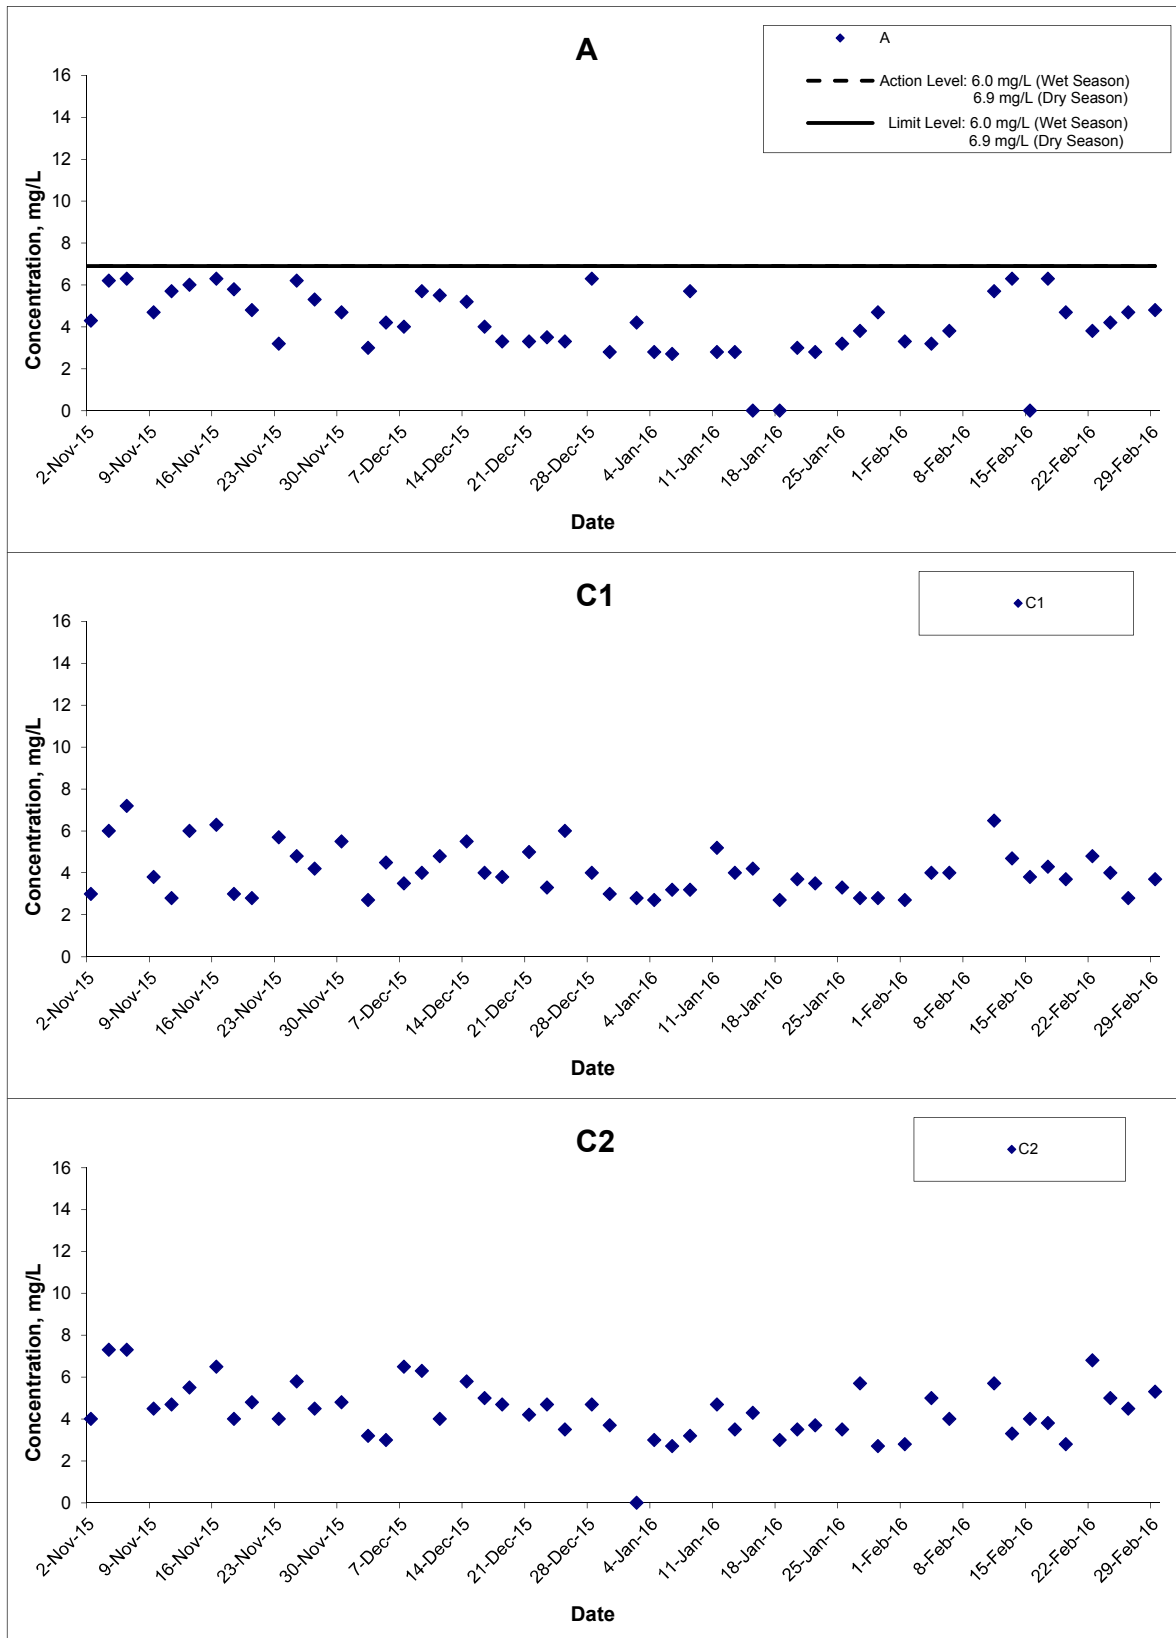 A
A
Action Level: 6.0 mg/L (Wet Season)
6.9 mg/L (Dry Season)
Limit Level: 6.0 mg/L (Wet Season)
6.9 mg/L (Dry Season)
Concentration, mg/L
16
14
12
10
8
6
4
2
0
2-Nov-15
9-Nov-15
16-Nov-15
23-Nov-15
30-Nov-15
7-Dec-15
14-Dec-15
21-Dec-15
28-Dec-15
4-Jan-16
11-Jan-16
18-Jan-16
25-Jan-16
1-Feb-16
8-Feb-16
15-Feb-16
22-Feb-16
29-Feb-16
Date
C1
C1
Concentration, mg/L
16
14
12
10
8
6
4
2
0
2-Nov-15
9-Nov-15
16-Nov-15
23-Nov-15
30-Nov-15
7-Dec-15
14-Dec-15
21-Dec-15
28-Dec-15
4-Jan-16
11-Jan-16
18-Jan-16
25-Jan-16
1-Feb-16
8-Feb-16
15-Feb-16
22-Feb-16
29-Feb-16
Date
C2
C2
Concentration, mg/L
16
14
12
10
8
6
4
2
0
2-Nov-15
9-Nov-15
16-Nov-15
23-Nov-15
30-Nov-15
7-Dec-15
14-Dec-15
21-Dec-15
28-Dec-15
4-Jan-16
11-Jan-16
18-Jan-16
25-Jan-16
1-Feb-16
8-Feb-16
15-Feb-16
22-Feb-16
29-Feb-16
Date